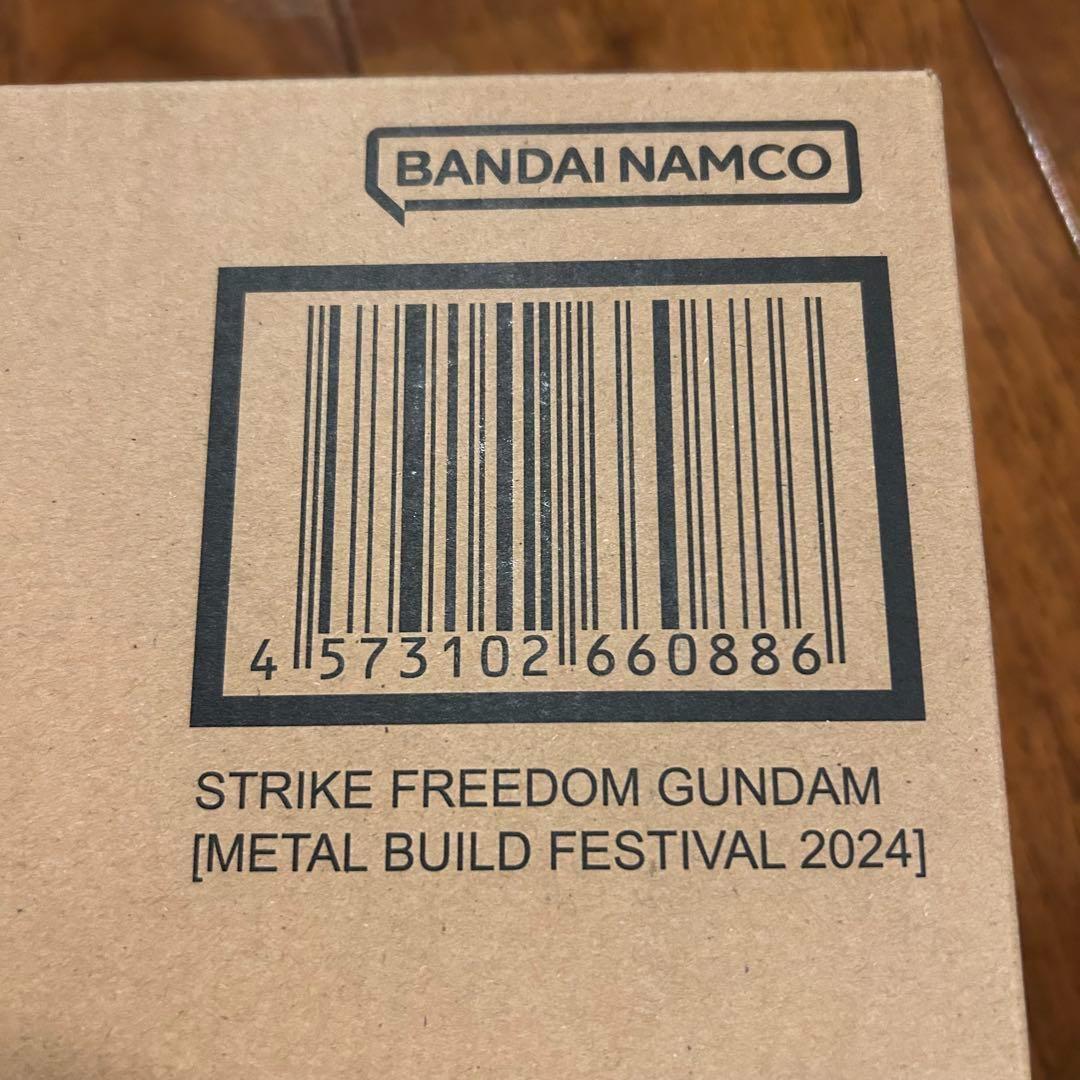 BANDAI NAMCO
4 573102 660886
STRIKE FREEDOM GUNDAM
[METAL BUILD FESTIVAL 2024]